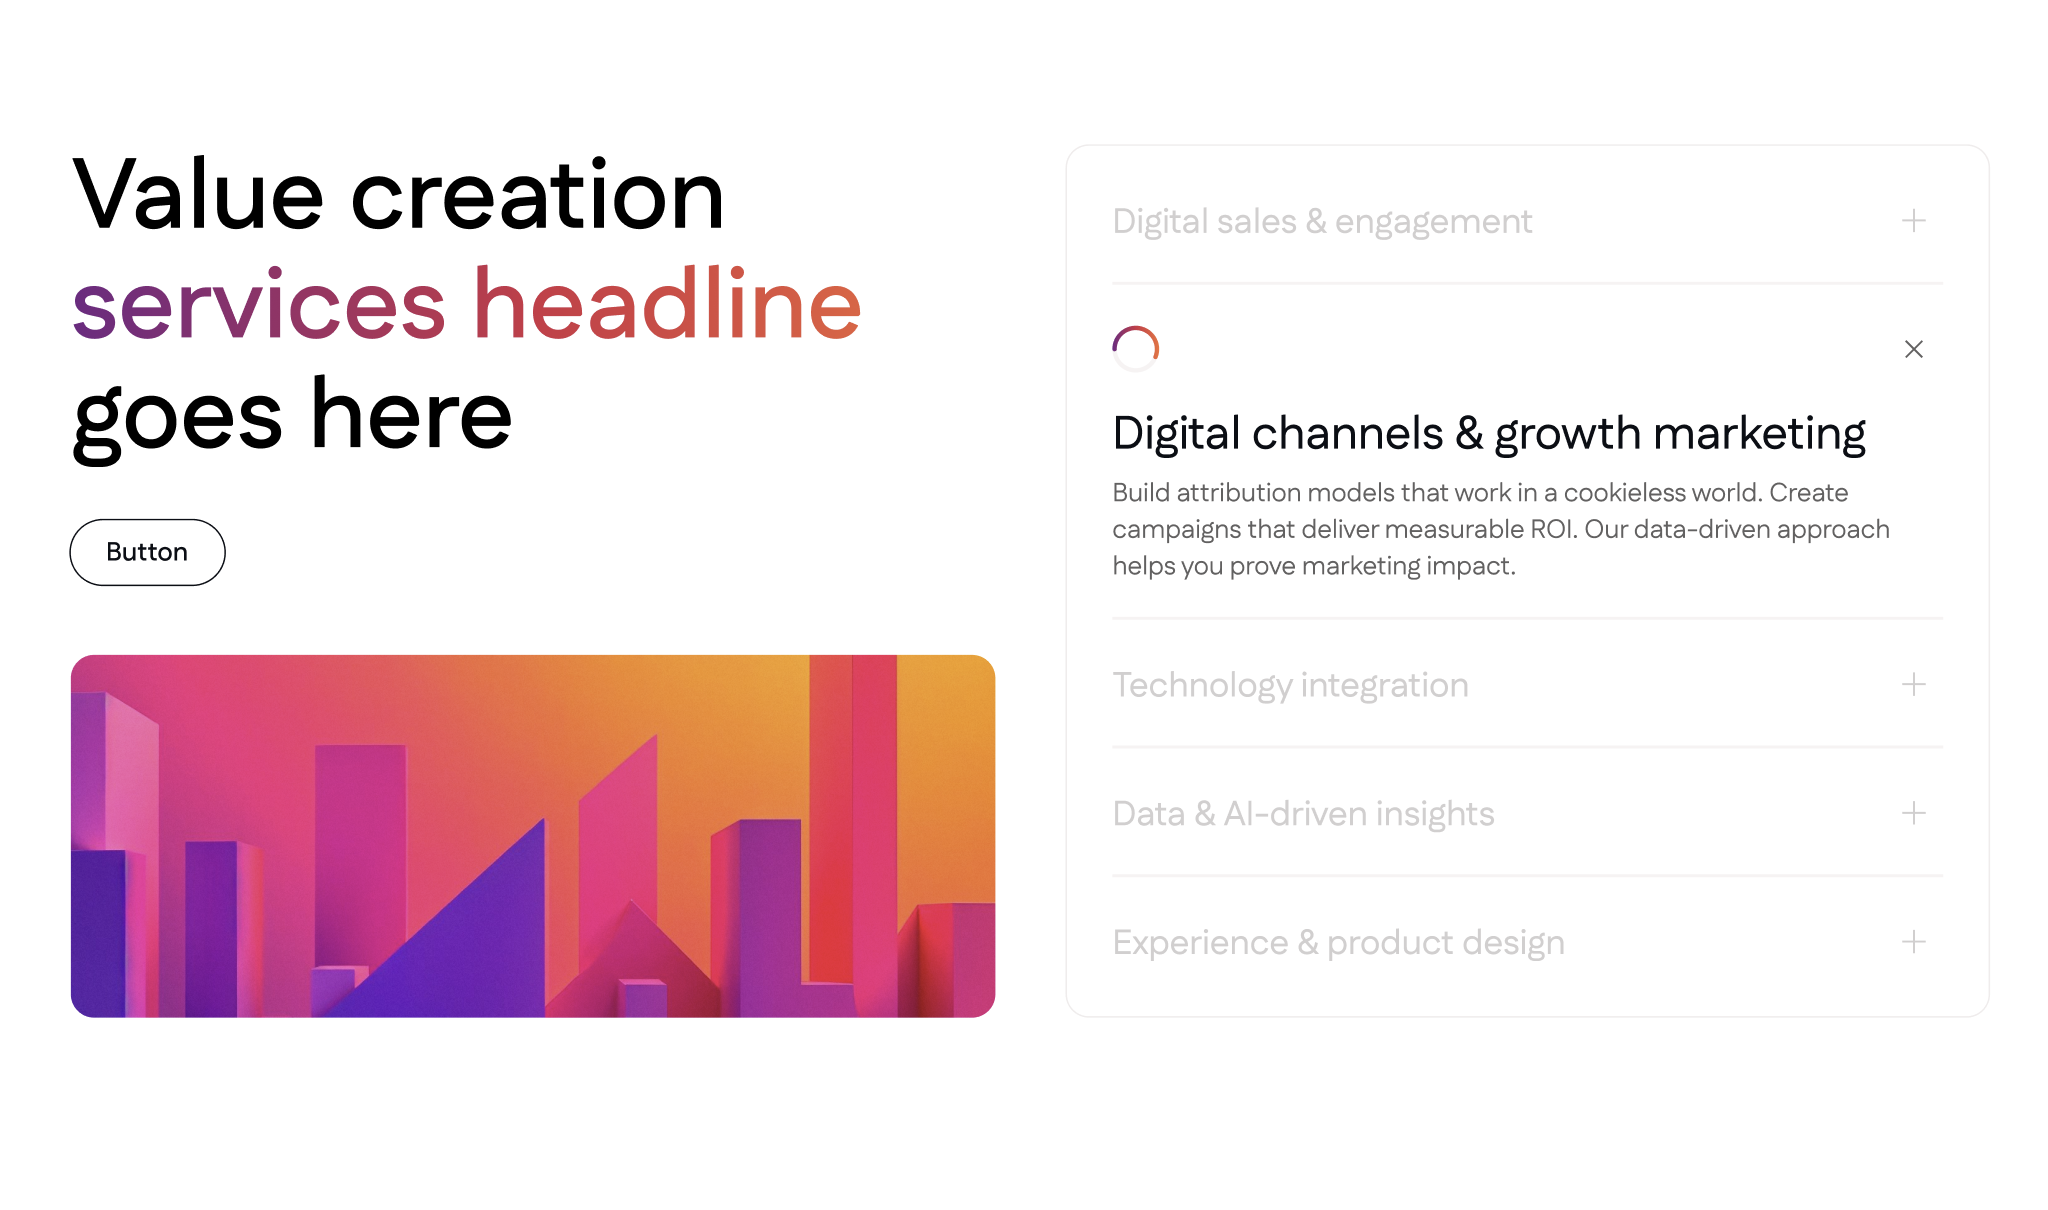 Value creation
services headline
goes here
Button
Digital sales & engagement
Digital channels & growth marketing
Build attribution models that work in a cookieless world. Create
campaigns that deliver measurable ROI. Our data-driven approach
helps you prove marketing impact.
Technology integration
Data & AI-driven insights
Experience & product design